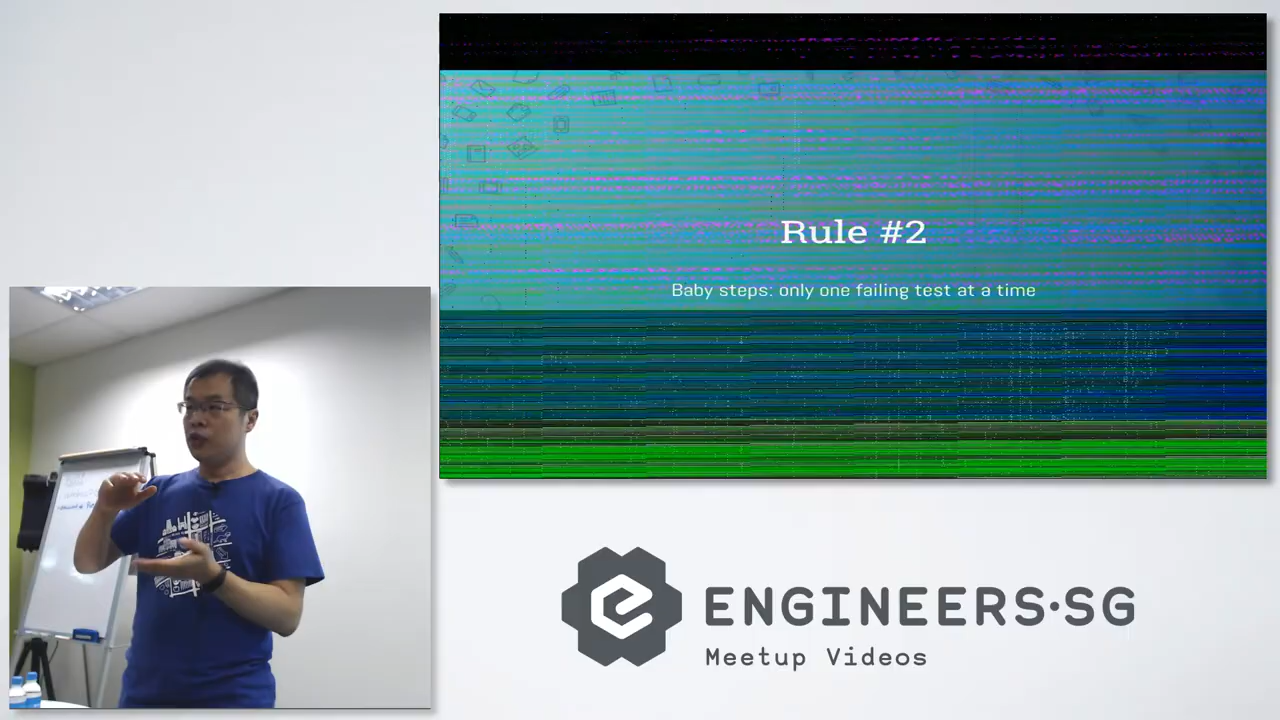 Rule #2
Baby steps: only one failing test at a time
ENGINEERS·SG
Meetup Videos